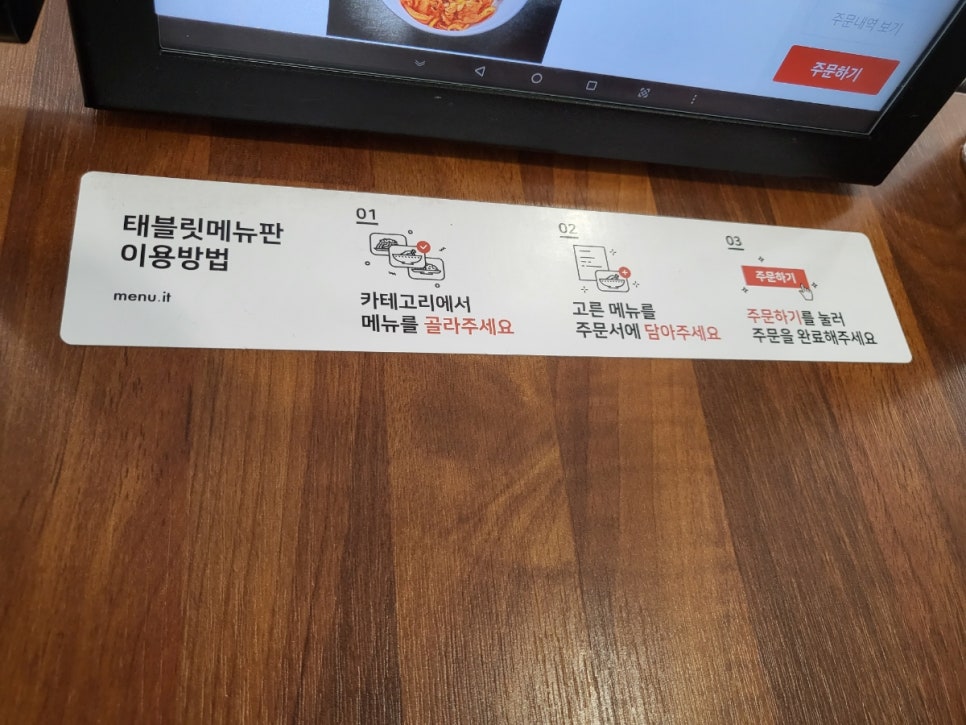 주문내역 보기
주문하기
태블릿메뉴판
이용방법
menu.it
01
카테고리에서
메뉴를 골라주세요
02
고른 메뉴를
주문서에 담아주세요
03
주문하기
주문하기를 눌러
주문을 완료해주세요